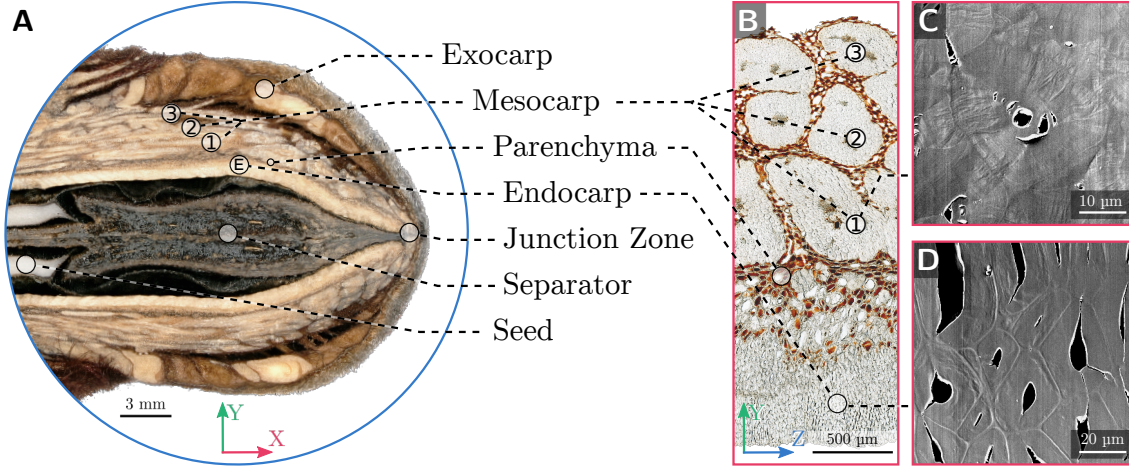 A
B
C
D
Exocarp
Mesocarp
Parenchyma
Endocarp
Junction Zone
Separator
Seed
3
2
1
E
3
2
1
3 mm
Y
X
Y
Z
500 µm
10 µm
20 µm